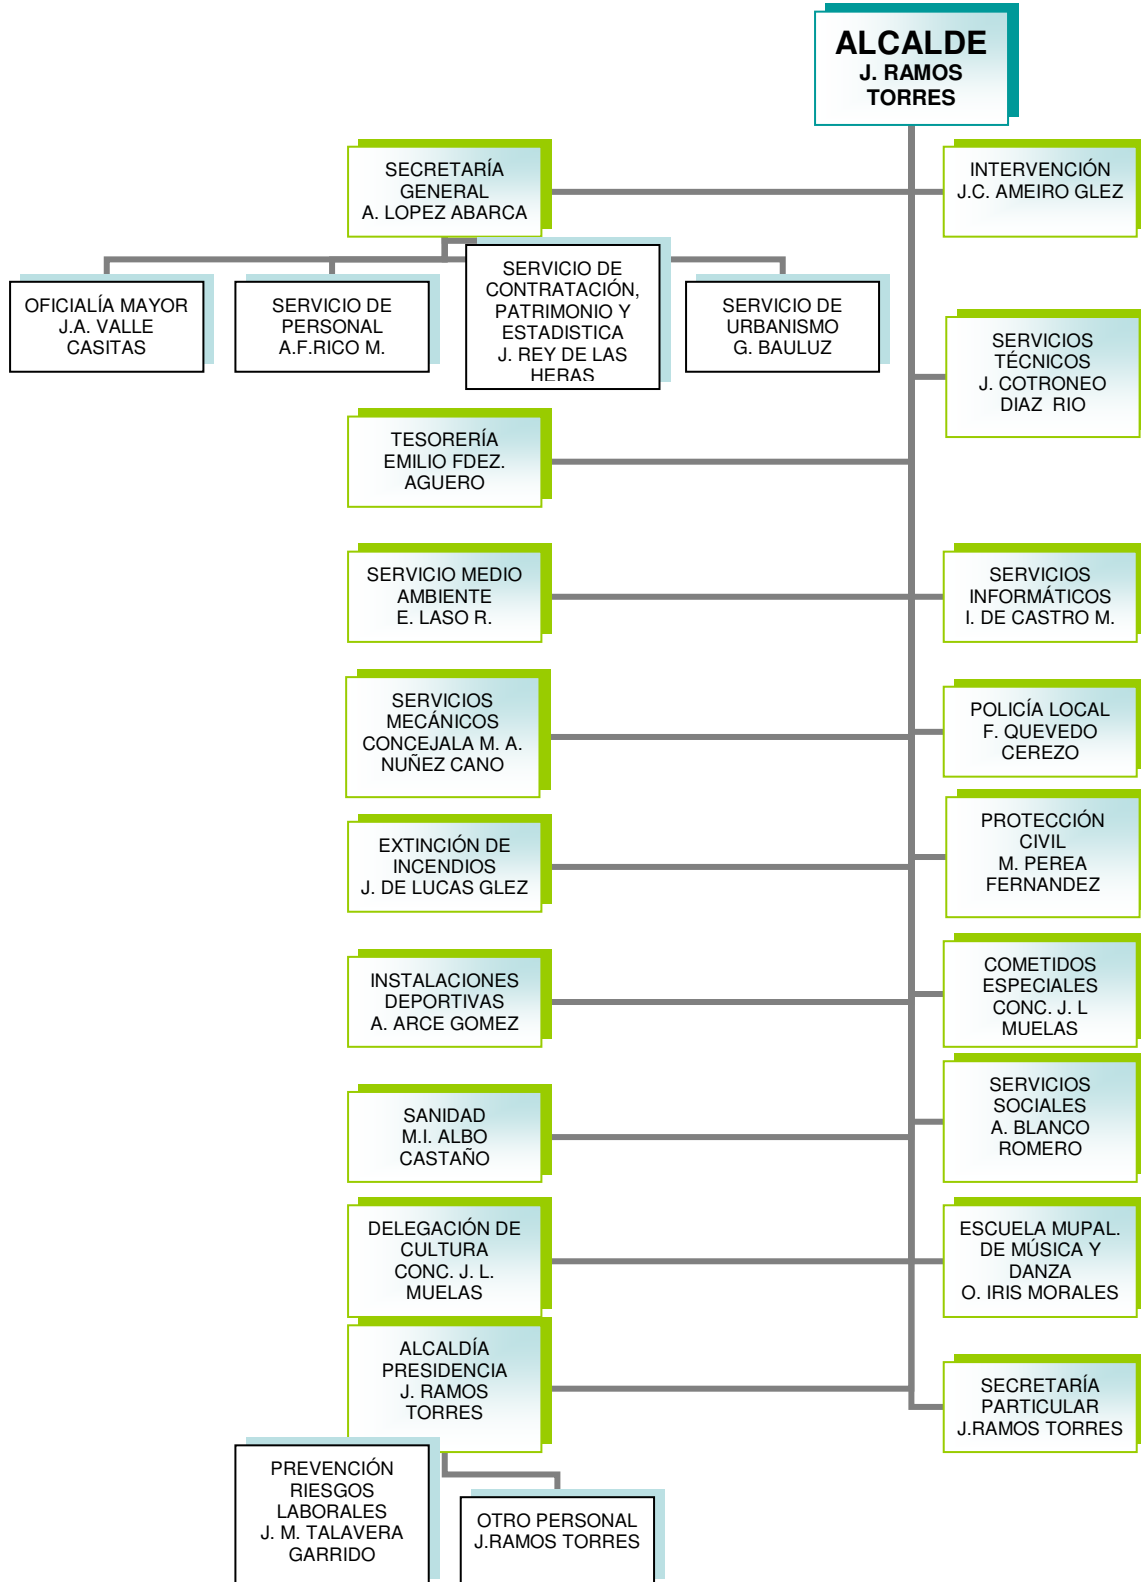 ALCALDE
J. RAMOS
TORRES
SECRETARÍA
GENERAL
A. LOPEZ ABARCA
INTERVENCIÓN
J.C. AMEIRO GLEZ
OFICIALÍA MAYOR
J.A. VALLE
CASITAS
SERVICIO DE
PERSONAL
A.F.RICO M.
SERVICIO DE
CONTRATACIÓN,
PATRIMONIO Y
ESTADISTICA
J. REY DE LAS
HERAS
SERVICIO DE
URBANISMO
G. BAULUZ
SERVICIOS
TÉCNICOS
J. COTRONEO
DIAZ RIO
TESORERÍA
EMILIO FDEZ.
AGUERO
SERVICIO MEDIO
AMBIENTE
E. LASO R.
SERVICIOS
INFORMÁTICOS
I. DE CASTRO M.
SERVICIOS
MECÁNICOS
CONCEJALA M. A.
NUÑEZ CANO
POLICÍA LOCAL
F. QUEVEDO
CEREZO
EXTINCIÓN DE
INCENDIOS
J. DE LUCAS GLEZ
PROTECCIÓN
CIVIL
M. PEREA
FERNANDEZ
INSTALACIONES
DEPORTIVAS
A. ARCE GOMEZ
COMETIDOS
ESPECIALES
CONC. J. L
MUELAS
SANIDAD
M.I. ALBO
CASTAÑO
SERVICIOS
SOCIALES
A. BLANCO
ROMERO
DELEGACIÓN DE
CULTURA
CONC. J. L.
MUELAS
ESCUELA MUPAL.
DE MÚSICA Y
DANZA
O. IRIS MORALES
ALCALDÍA
PRESIDENCIA
J. RAMOS
TORRES
SECRETARÍA
PARTICULAR
J.RAMOS TORRES
PREVENCIÓN
RIESGOS
LABORALES
J. M. TALAVERA
GARRIDO
OTRO PERSONAL
J.RAMOS TORRES